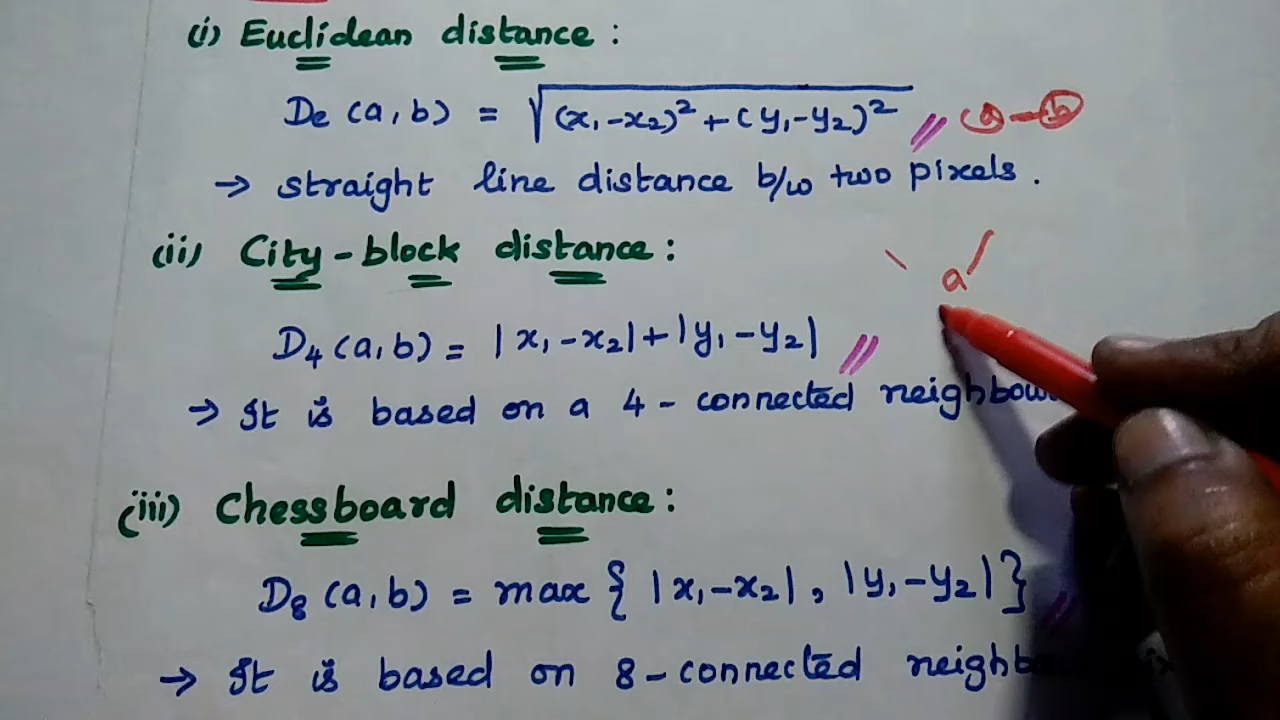 (i) Euclidean distance :
De (a, b) = √(x₁-x₂)² + (y₁-y₂)² // a-b
→ straight line distance b/w two pixels.
(ii) City-block distance :
a
D₄ (a, b) = |x₁-x₂|+|y₁-y₂| //
→ It is based on a 4-connected
(iii) Chessboard distance :
D₈ (a, b) = max { |x₁-x₂|, |y₁-y₂| }
→ It is based on 8-connected